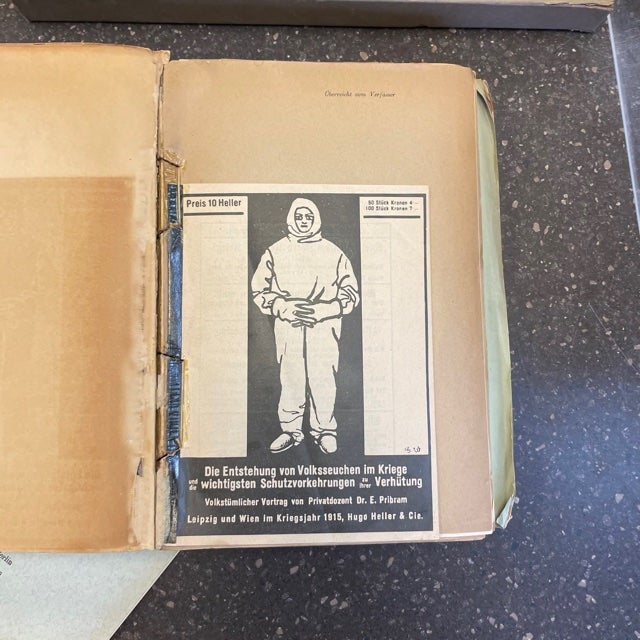 Überreicht vom Verfasser
Preis 10 Heller
50 Stück Kronen 4·—
100 Stück Kronen 7·—
Die Entstehung von Volksseuchen im Kriege
und die wichtigsten Schutzvorkehrungen zu ihrer Verhütung
Volkstümlicher Vortrag von Privatdozent Dr. E. Pribram
Leipzig und Wien im Kriegsjahr 1915, Hugo Heller & Cie.